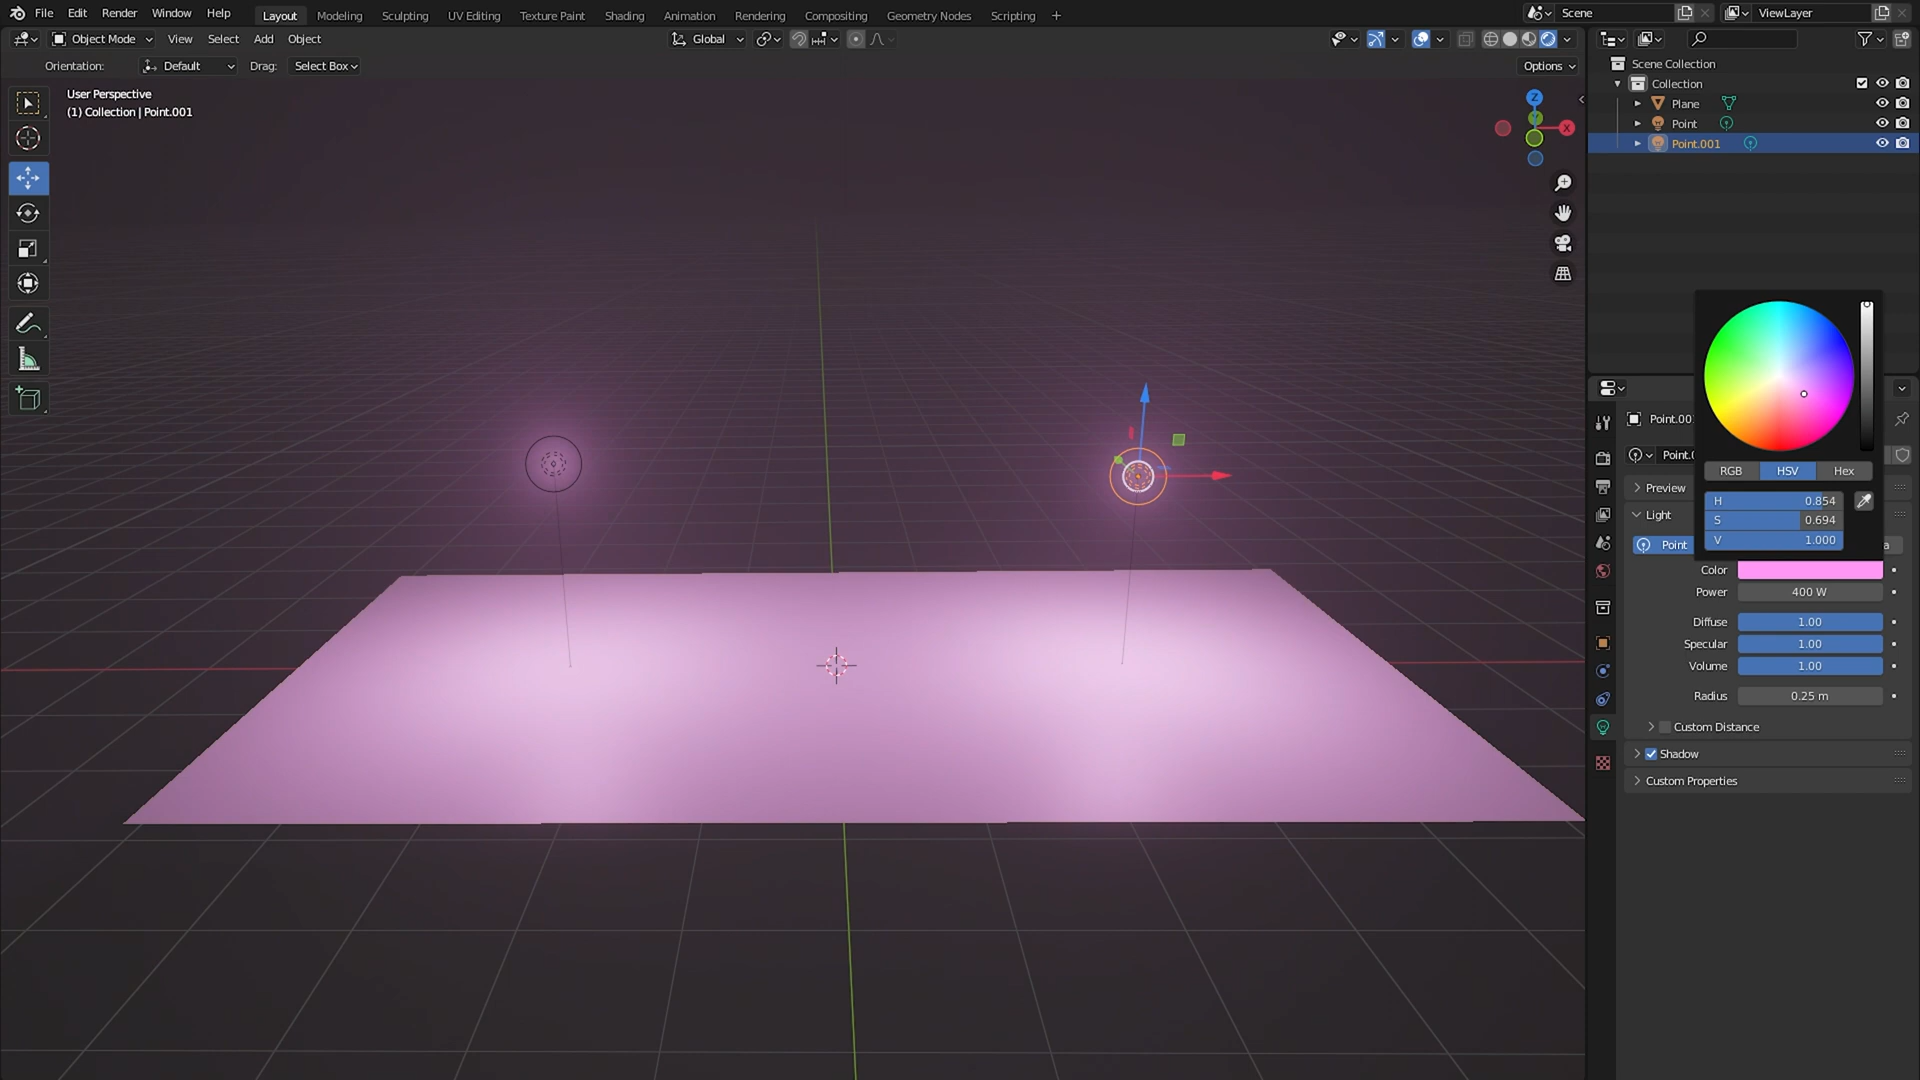 File Edit Render Window Help Layout Modeling Sculpting UV Editing Texture Paint Shading Animation Rendering Compositing Geometry Nodes Scripting + Scene ViewLayer
Object Mode View Select Add Object Global
Orientation: Default Drag: Select Box Options
User Perspective
(1) Collection | Point.001
Z
X
Scene Collection
Collection
Plane
Point
Point.001
Point.00
Point.0
RGB HSV Hex
Preview
H 0.854
Light
S 0.694
V 1.000
Point a
Color
Power 400 W
Diffuse 1.00
Specular 1.00
Volume 1.00
Radius 0.25 m
Custom Distance
Shadow
Custom Properties